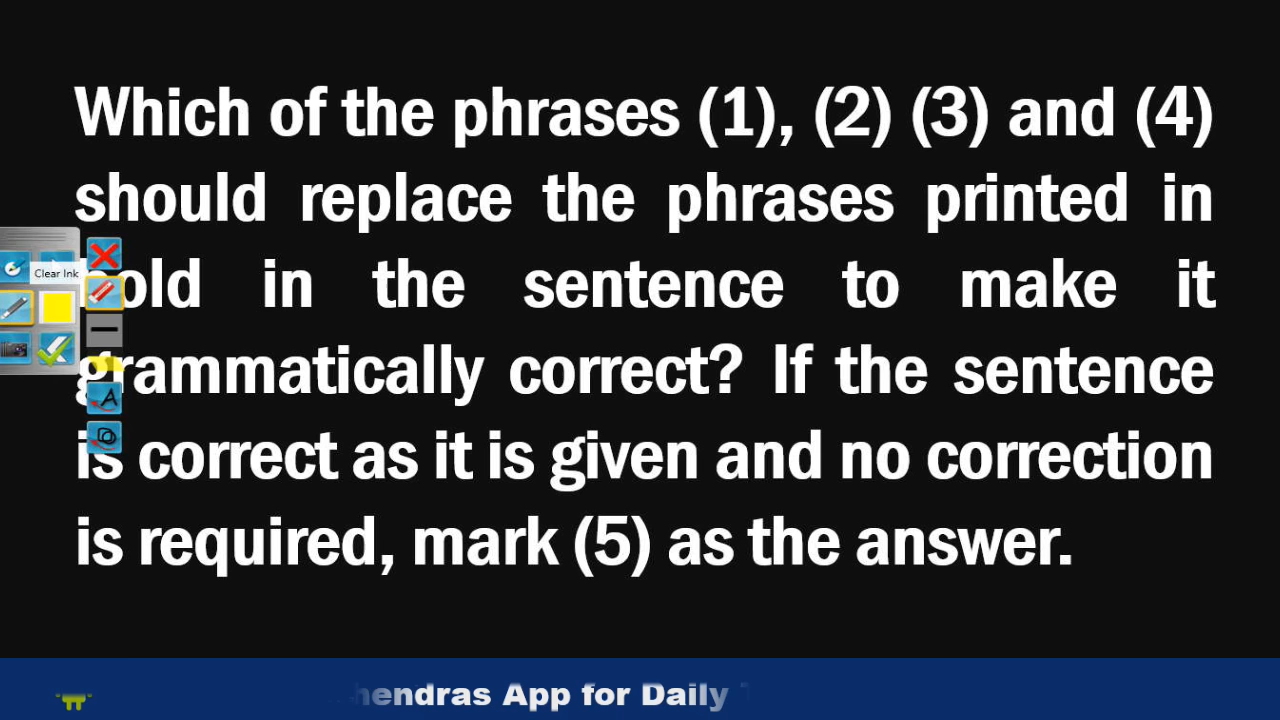 Which of the phrases (1), (2) (3) and (4)
should replace the phrases printed in
Clear Ink
in the sentence to make it
grammatically correct? If the sentence
is correct as it is given and no correction
is required, mark (5) as the answer.
App for Daily